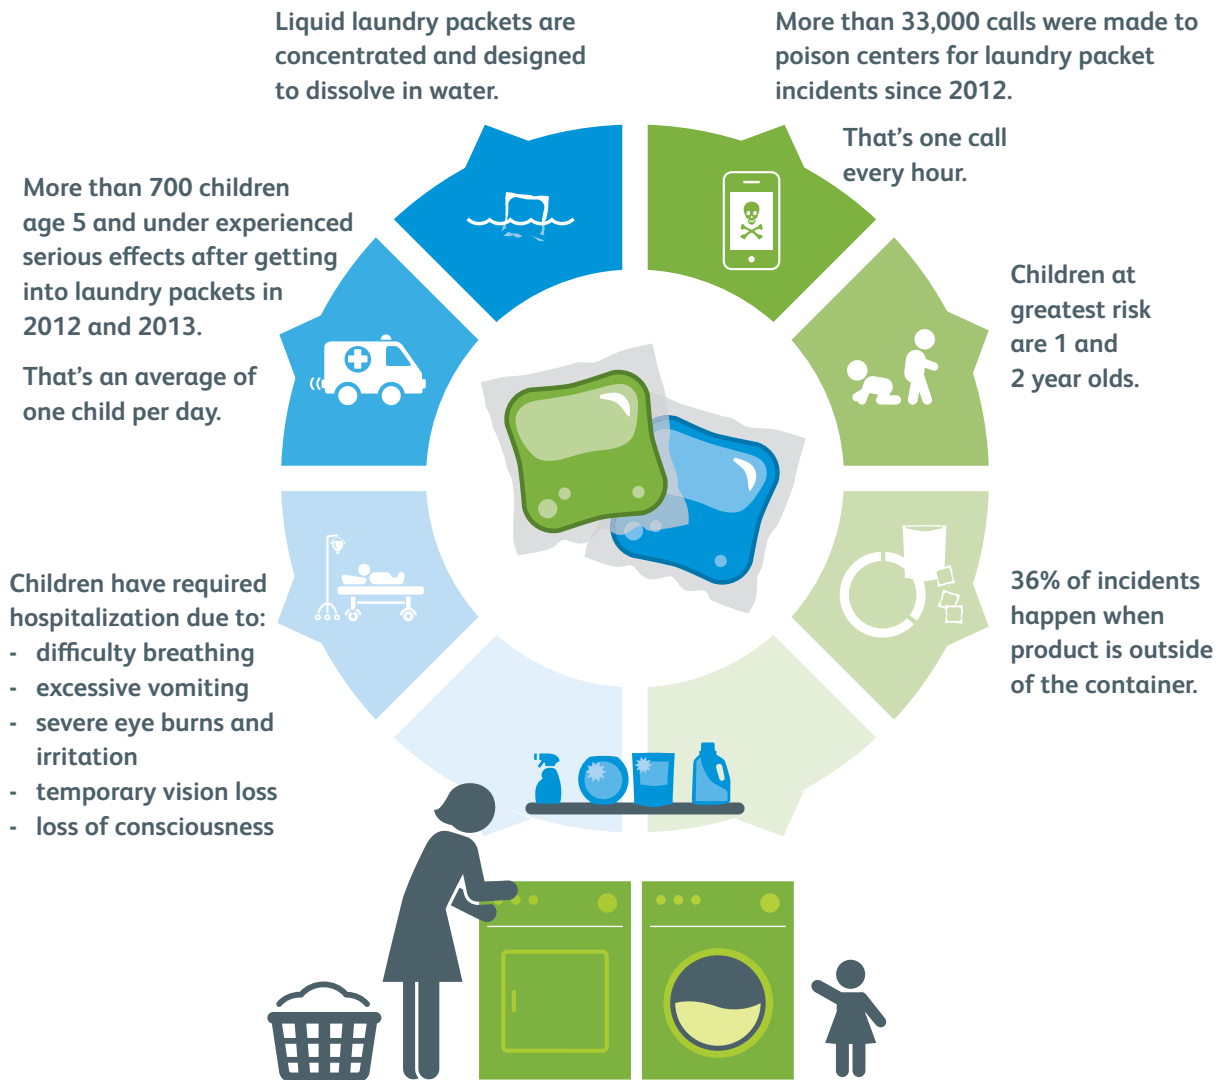 Liquid laundry packets are
concentrated and designed
to dissolve in water.
More than 33,000 calls were made to
poison centers for laundry packet
incidents since 2012.
That’s one call
every hour.
More than 700 children
age 5 and under experienced
serious effects after getting
into laundry packets in
2012 and 2013.
That’s an average of
one child per day.
Children at
greatest risk
are 1 and
2 year olds.
Children have required
hospitalization due to:
- difficulty breathing
- excessive vomiting
- severe eye burns and
irritation
- temporary vision loss
- loss of consciousness
36% of incidents
happen when
product is outside
of the container.